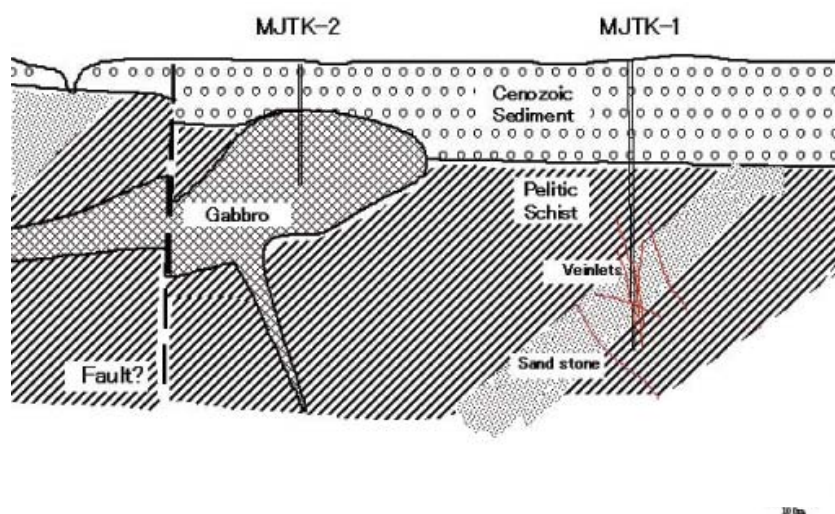 MJTK-2
MJTK-1
Cenozoic
Sediment
Pelitic
Schist
Gabbro
Veinlets
Sand stone
Fault?